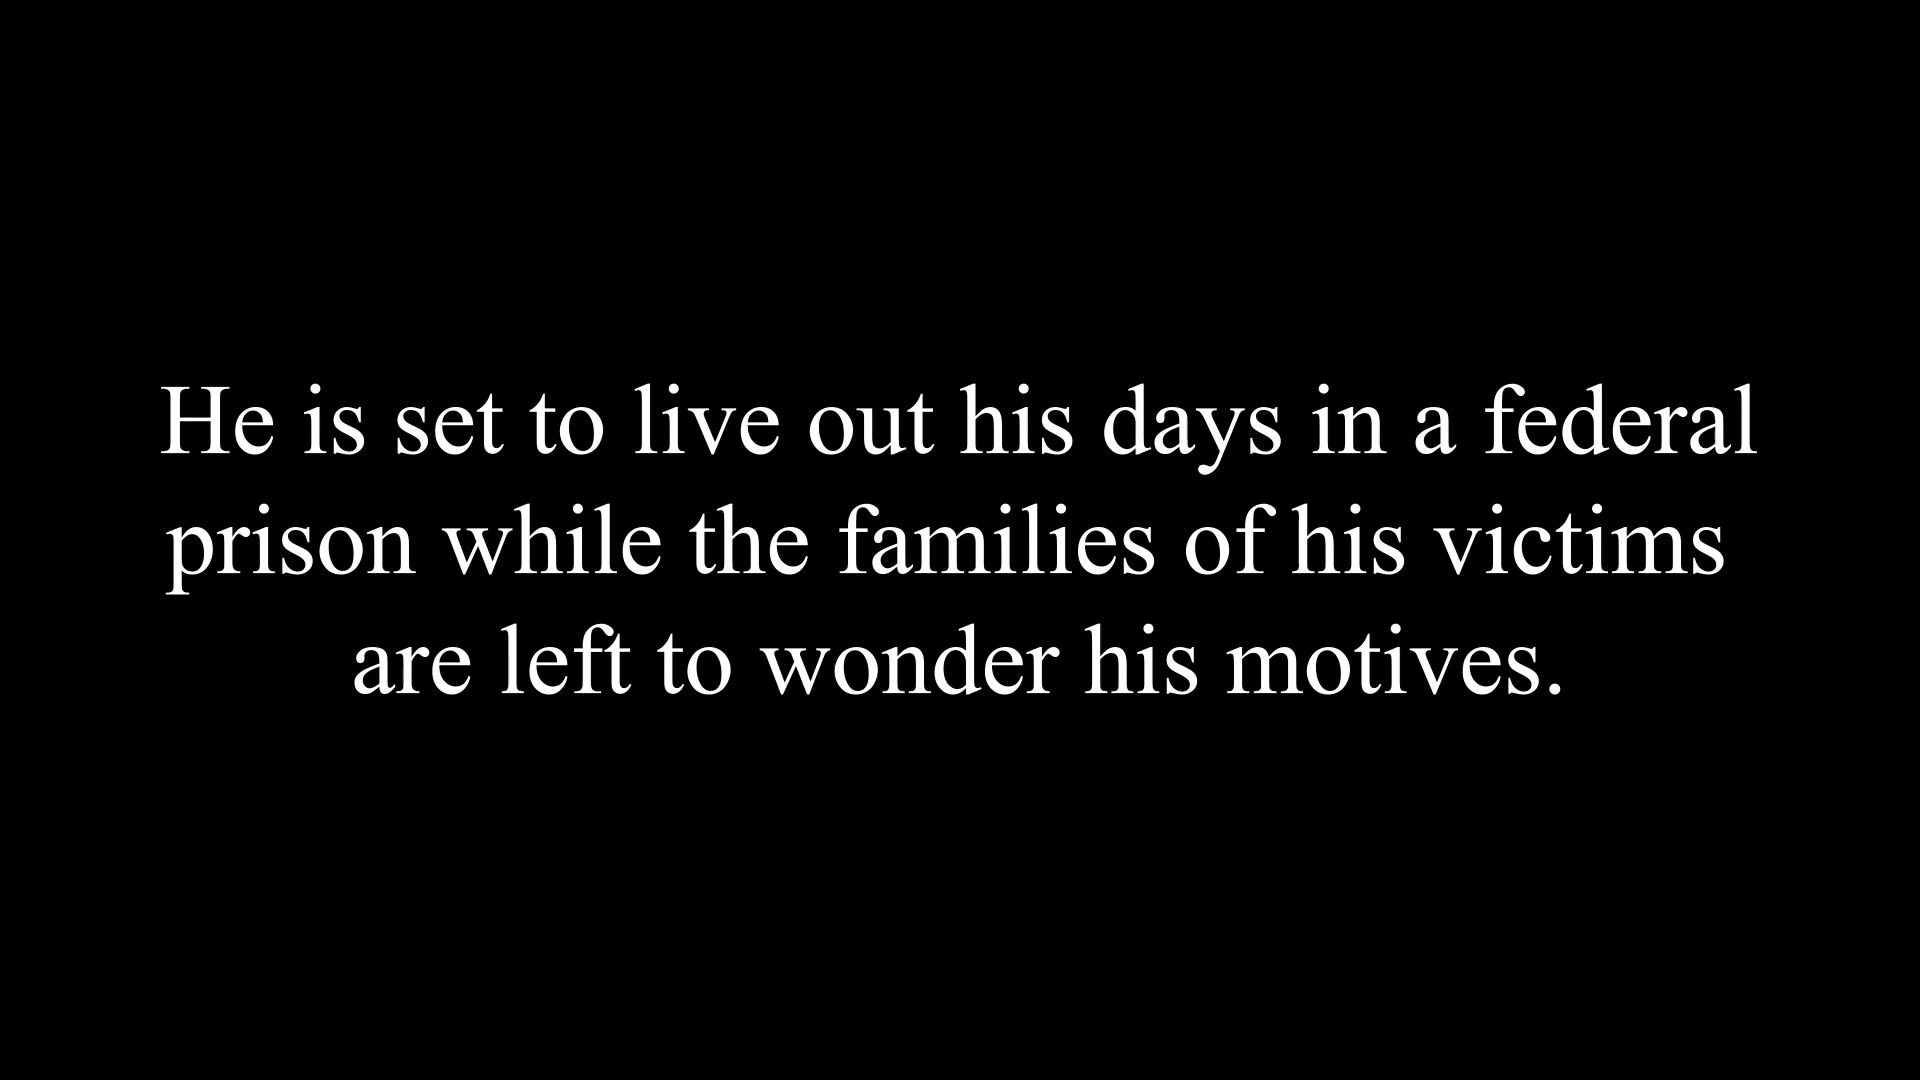 He is set to live out his days in a federal
prison while the families of his victims
are left to wonder his motives.